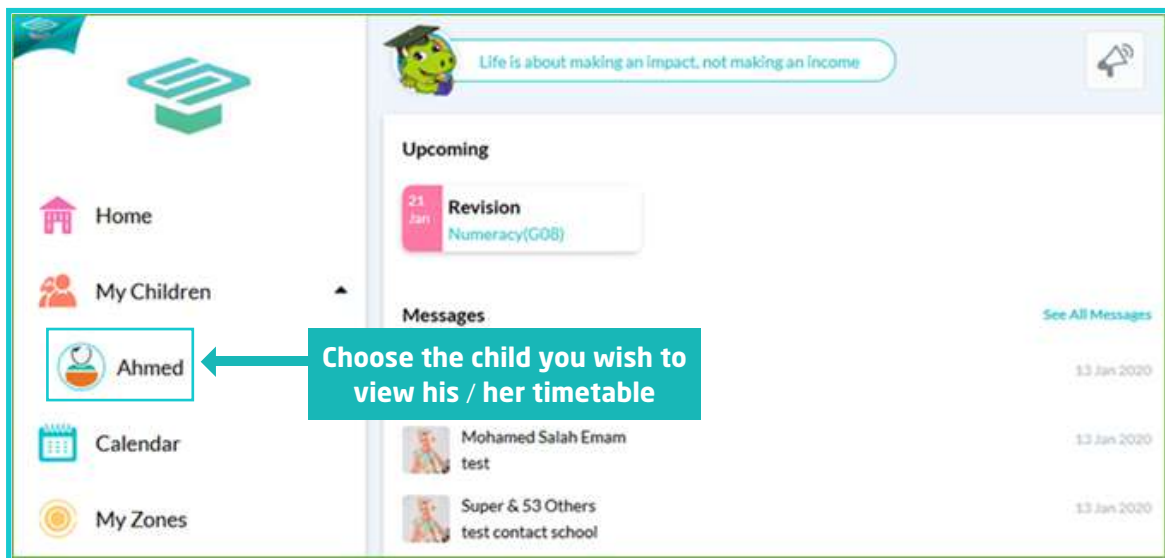 Life is about making an impact, not making an income
Upcoming
21
Jan
Revision
Numeracy(G08)
Home
My Children
Ahmed
Calendar
My Zones
Messages
See All Messages
Choose the child you wish to
view his / her timetable
13 Jan 2020
Mohamed Salah Emam
test
13 Jan 2020
Super & 53 Others
test contact school
13 Jan 2020